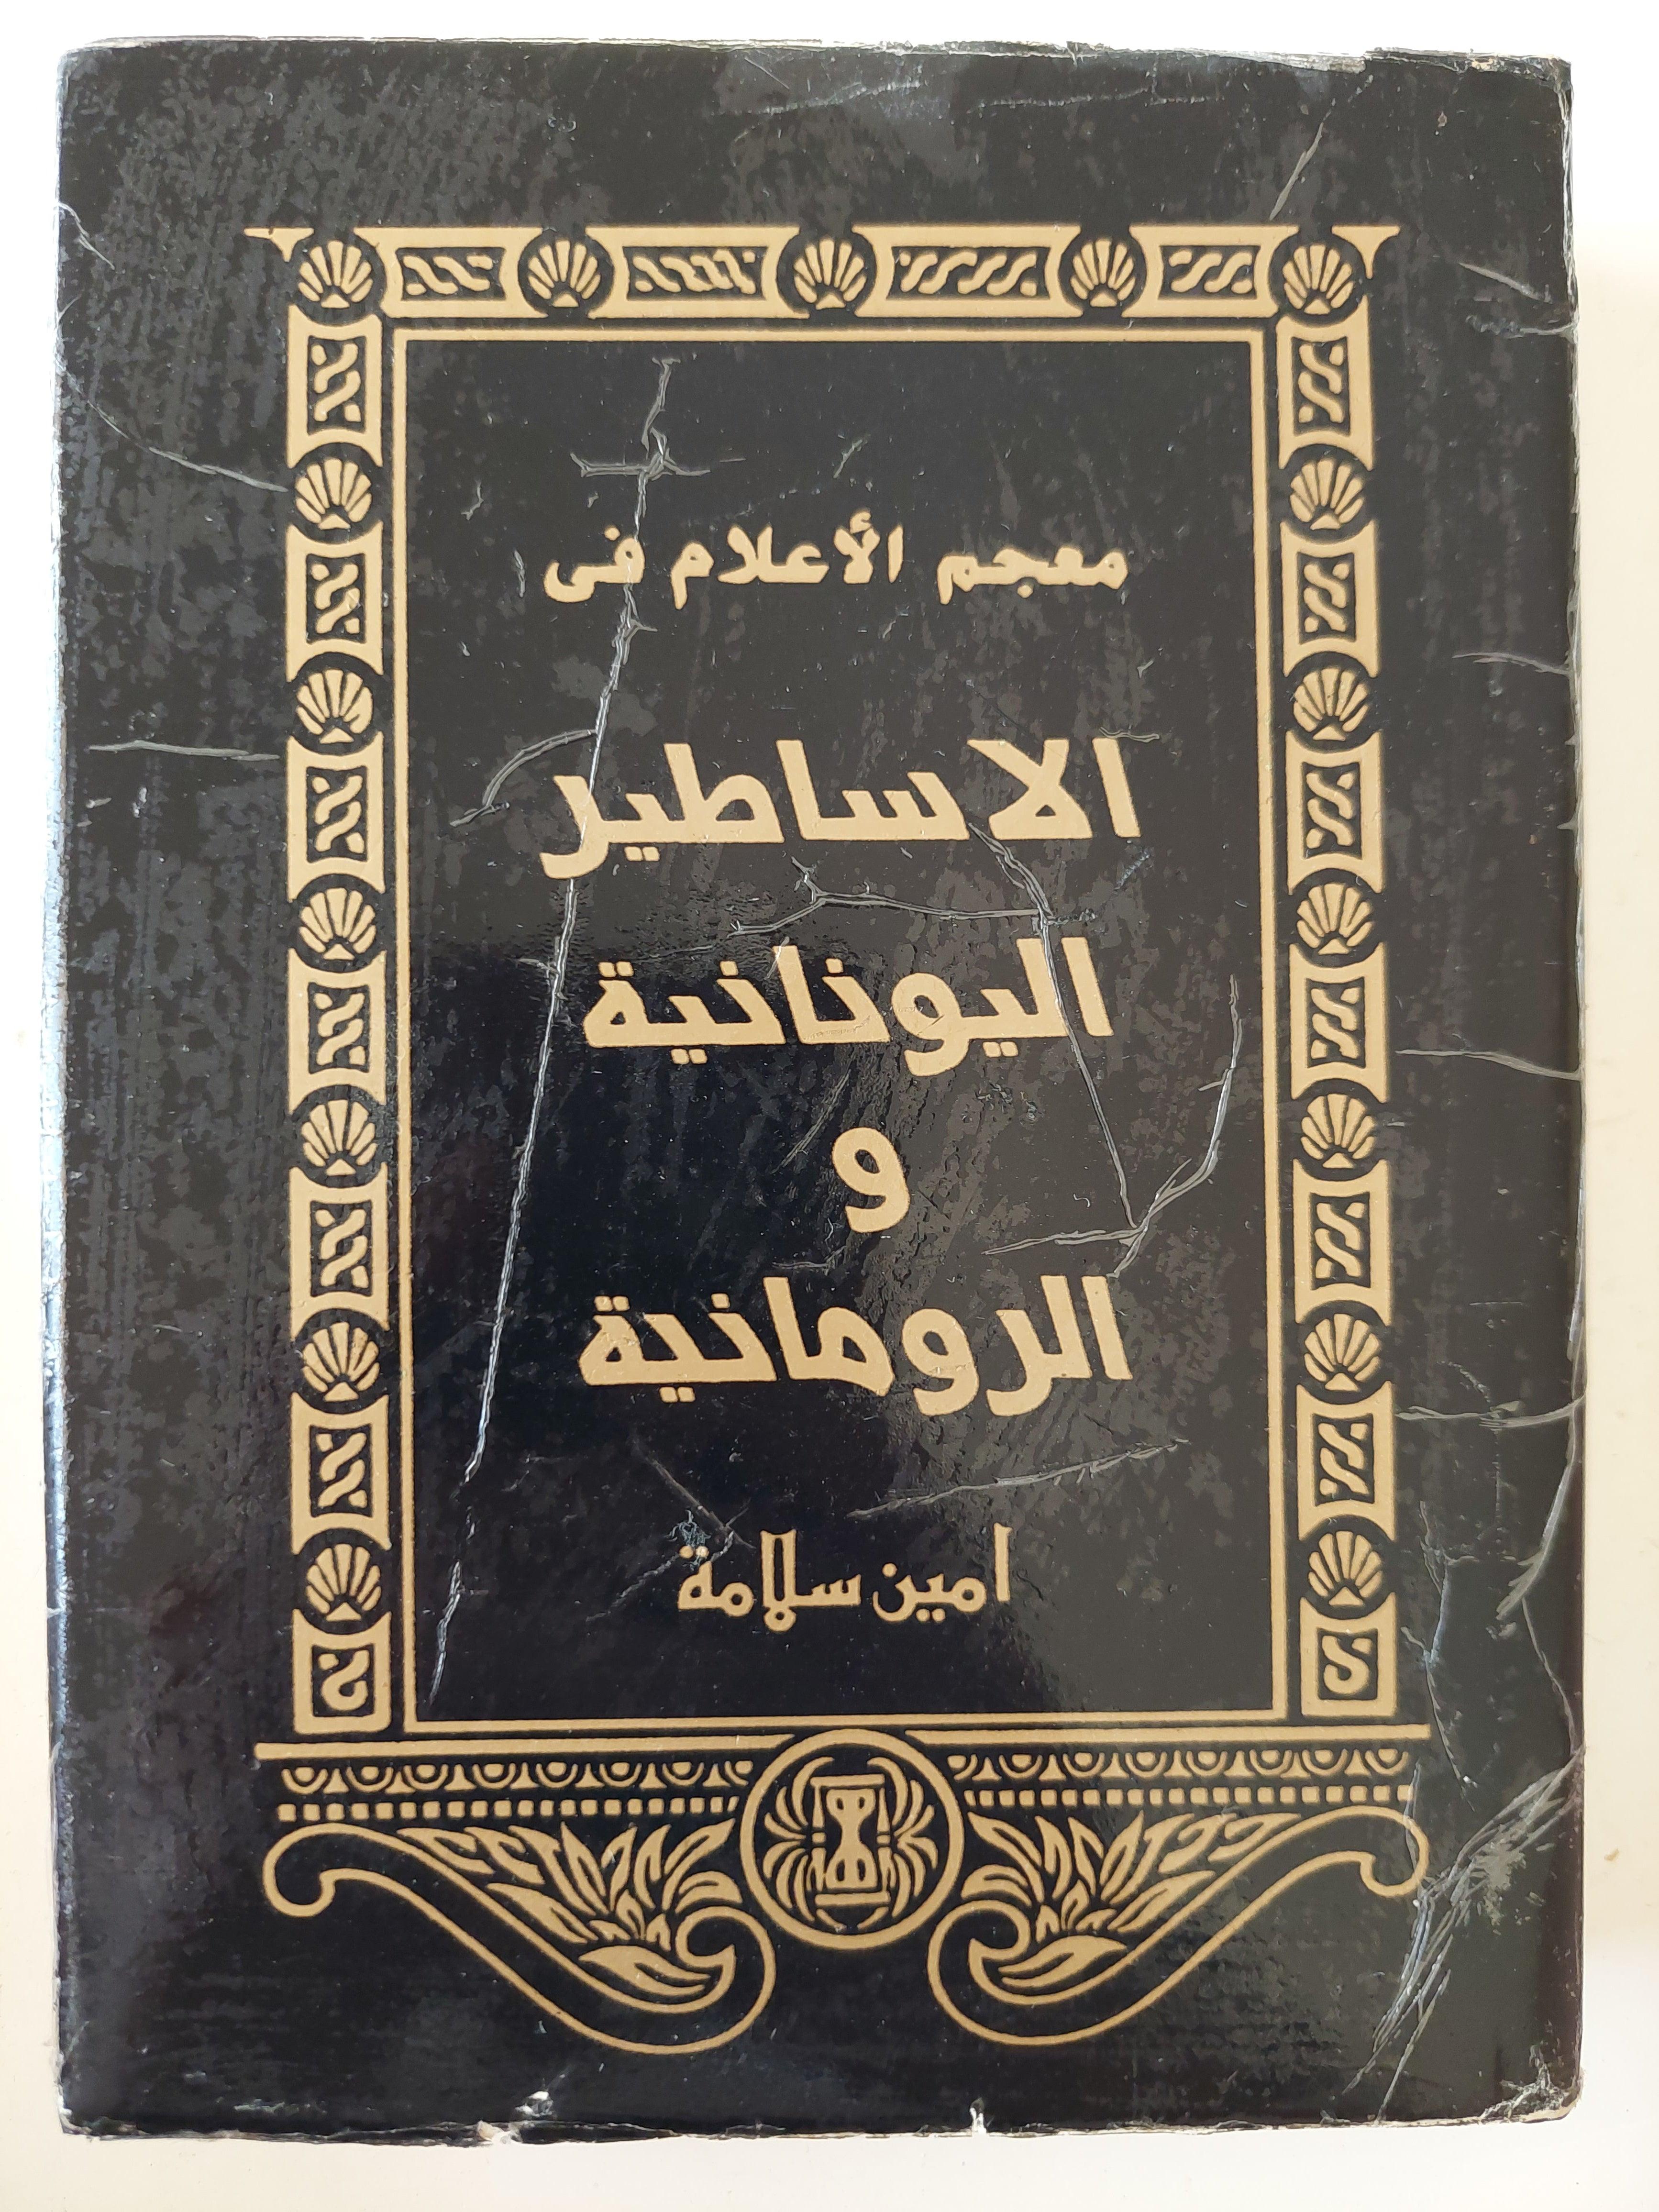 معجم الأعلام فى
الاساطير
اليونانية
و
الرومانية
امين سلامة